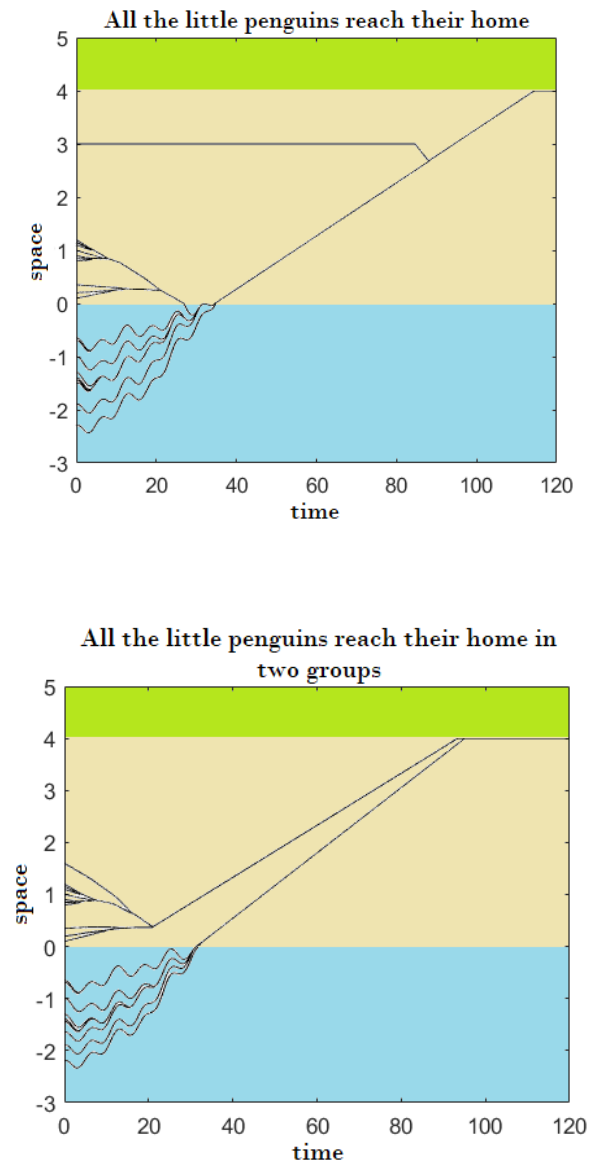 All the little penguins reach their home
5
4
3
2
1
0
-1
-2
-3
space
0 20 40 60 80 100 120
time
All the little penguins reach their home in
two groups
5
4
3
2
1
0
-1
-2
-3
space
0 20 40 60 80 100 120
time